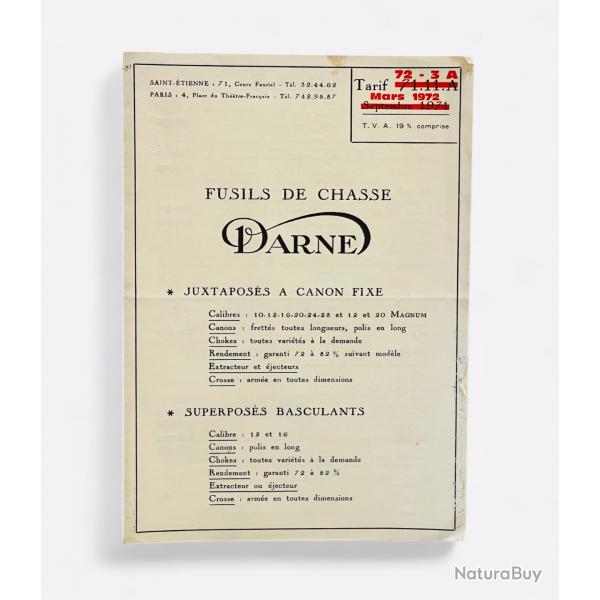 SAINT-ÉTIENNE : 71, Cours Fauriel - Tél. 32.44.62
PARIS : 4, Place du Théâtre-Français - Tél. 742.98.87
72 - 3 A
Tarif 71.11.A
Mars 1972
Septembre 1971
T. V. A. 19 % comprise
FUSILS DE CHASSE
DARNE
* JUXTAPOSÉS A CANON FIXE
Calibres : 10-12-16-20-24-28 et 12 et 20 MAGNUM
Canons : frettés toutes longueurs, polis en long
Chokes : toutes variétés à la demande
Rendement : garanti 72 à 82 % suivant modèle
Extracteur et éjecteurs
Crosse : armée en toutes dimensions
* SUPERPOSÉS BASCULANTS
Calibre : 12 et 16
Canons : polis en long
Chokes : toutes variétés à la demande
Rendement : garanti 72 à 82 %
Extracteur ou éjecteur
Crosse : armée en toutes dimensions
NaturaBuy